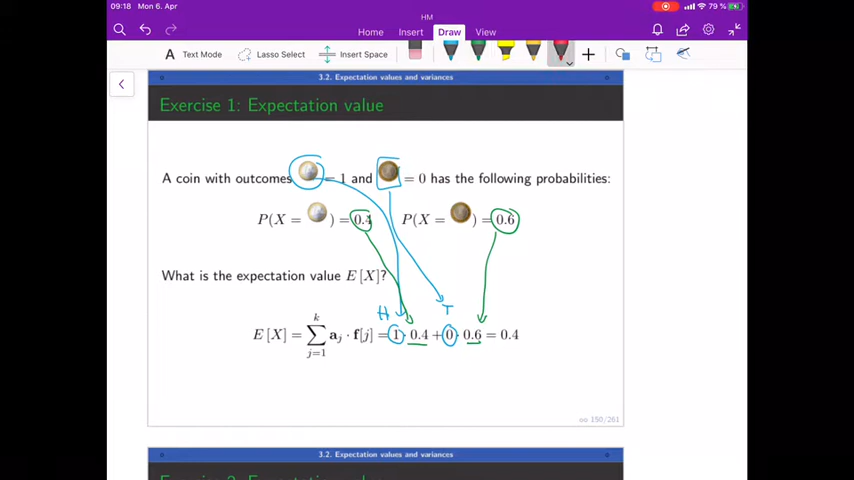 09:18 Mon 6. Apr
79 %
HM
Home Insert Draw View
Text Mode Lasso Select Insert Space
3.2. Expectation values and variances
Exercise 1: Expectation value
A coin with outcomes = 1 and = 0 has the following probabilities:
P(X = ) = 0.4 P(X = ) = 0.6
What is the expectation value E [X]?
H T
E [X] = ∑_{j=1}^{k} a_j · f[j] = 1 · 0.4 + 0 · 0.6 = 0.4
150/261
3.2. Expectation values and variances